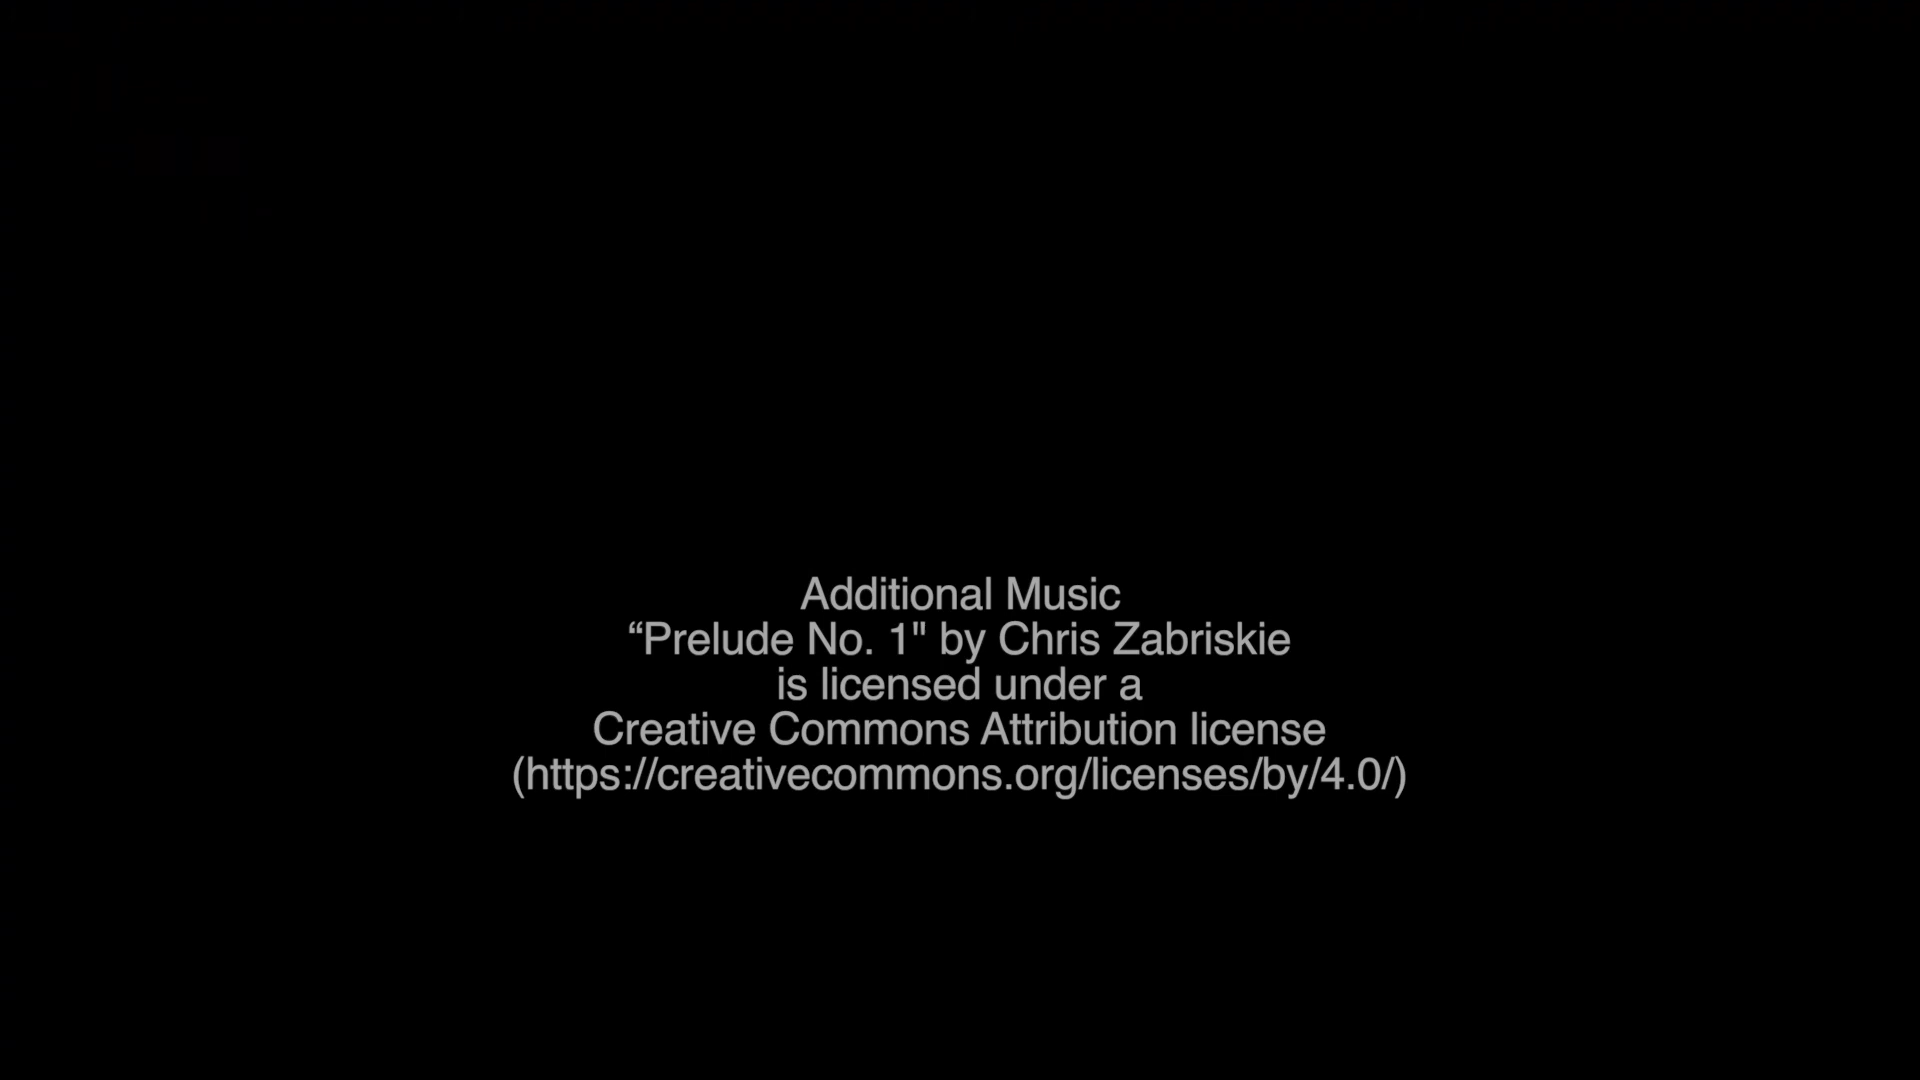 Additional Music
“Prelude No. 1" by Chris Zabriskie
is licensed under a
Creative Commons Attribution license
(https://creativecommons.org/licenses/by/4.0/)